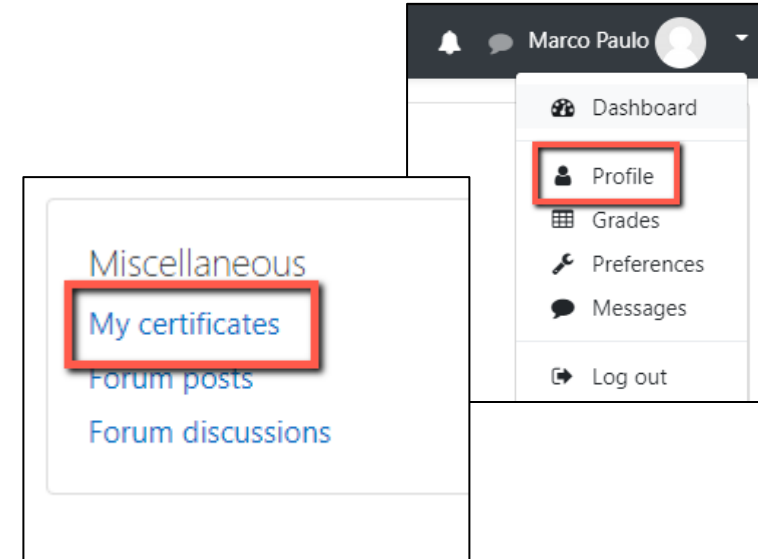 Marco Paulo
Dashboard
Profile
Grades
Preferences
Messages
Log out
Miscellaneous
My certificates
Forum posts
Forum discussions